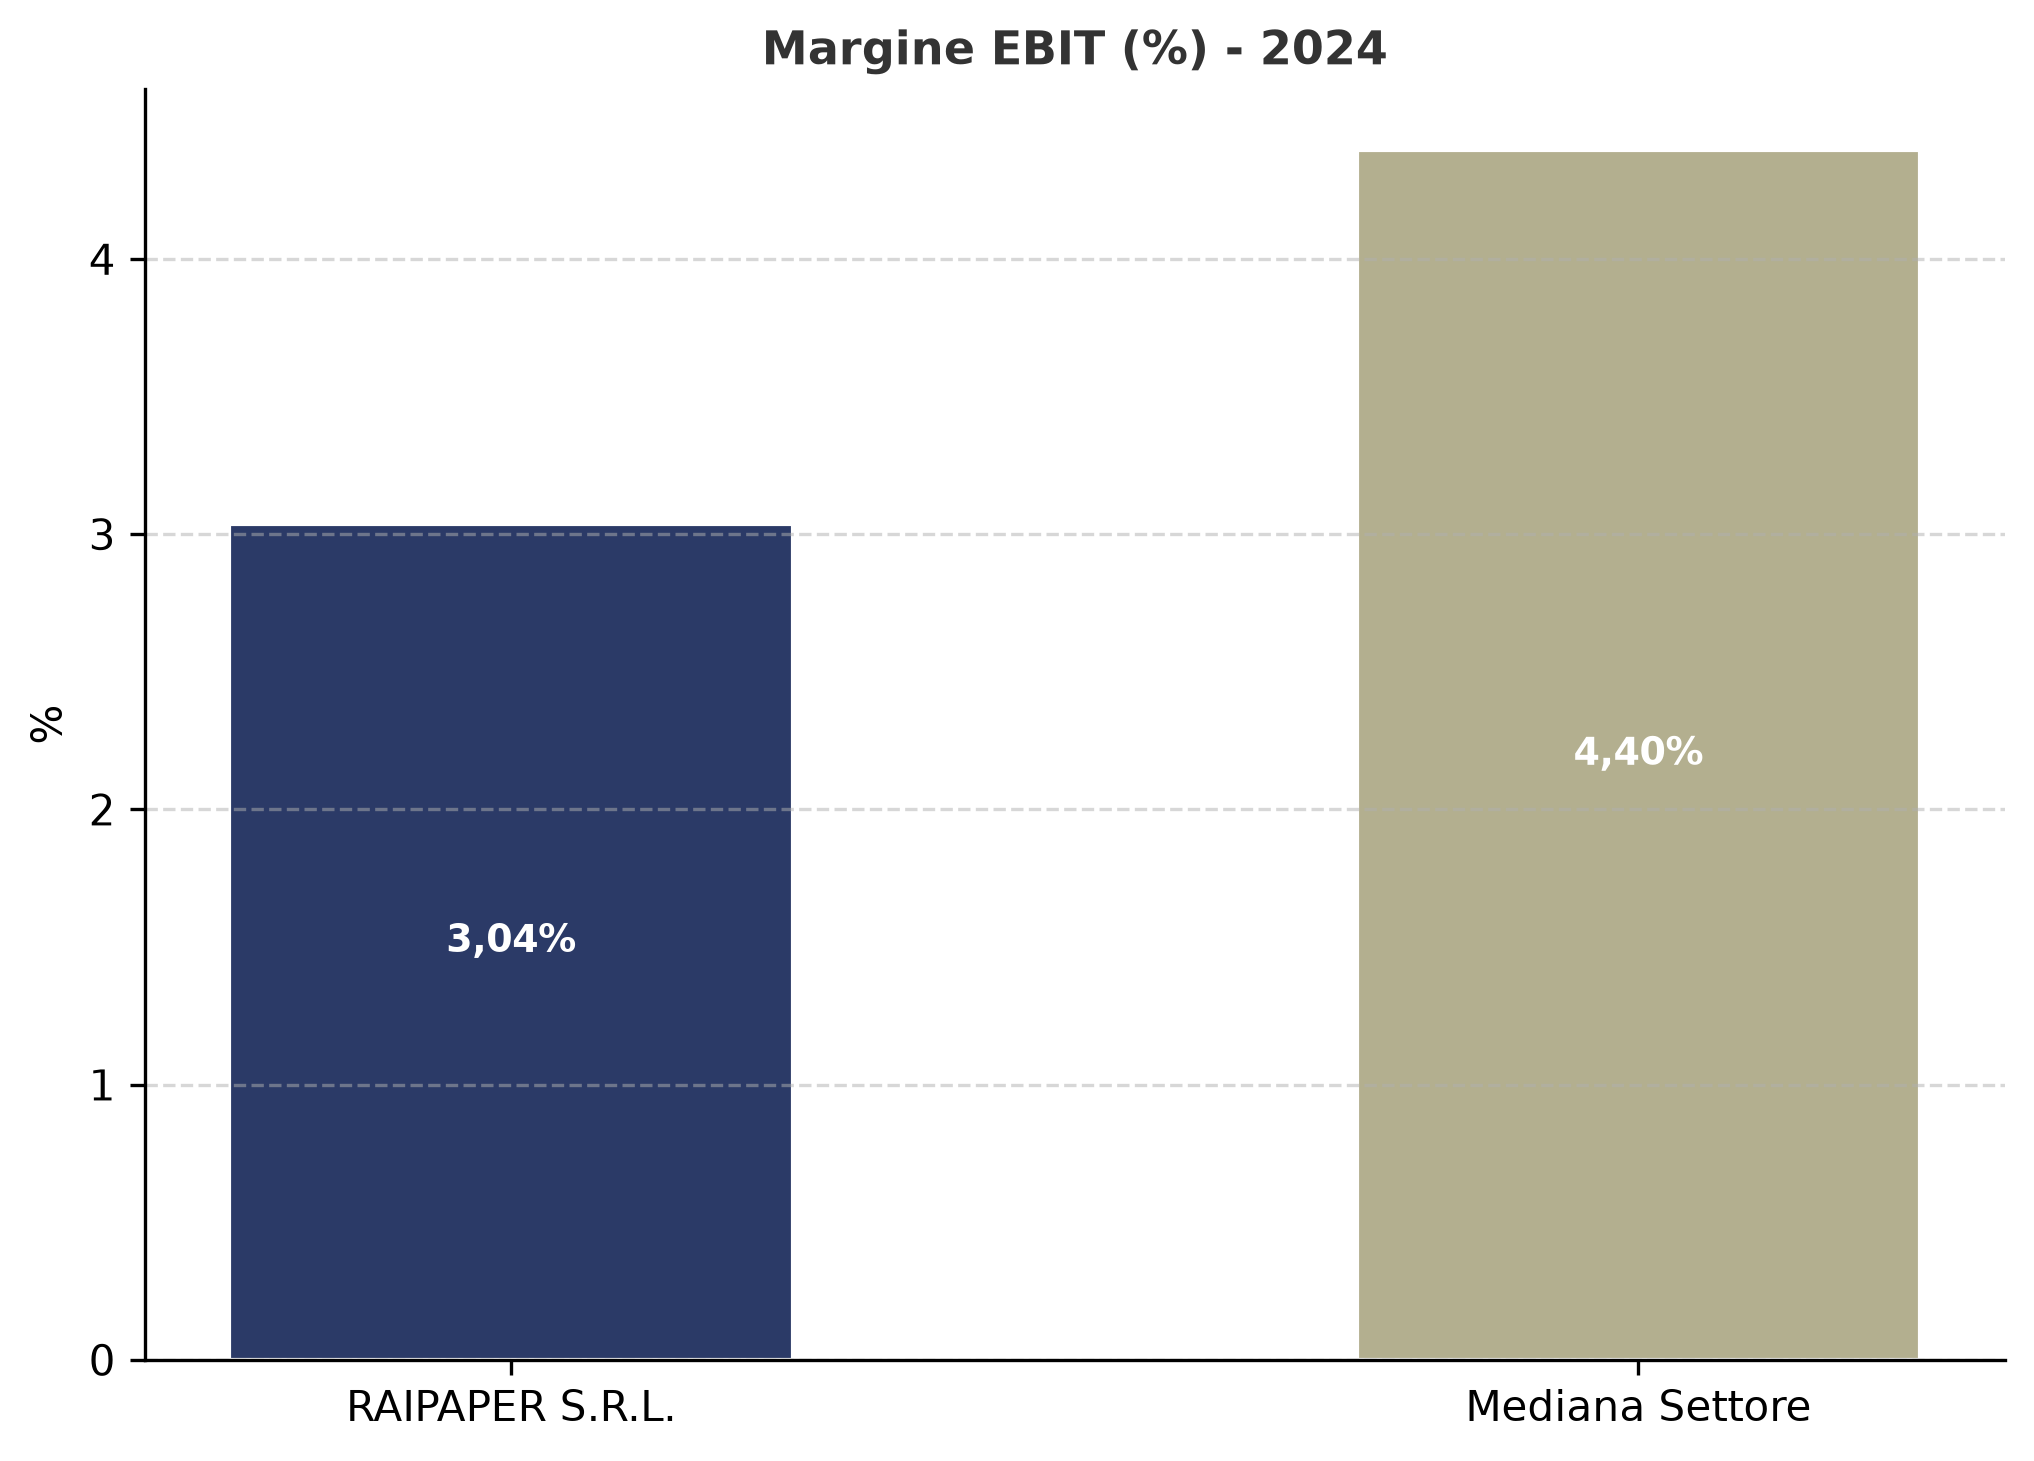 Margine EBIT (%) - 2024
%
4
3
2
1
0
3,04%
4,40%
RAIPAPER S.R.L.
Mediana Settore